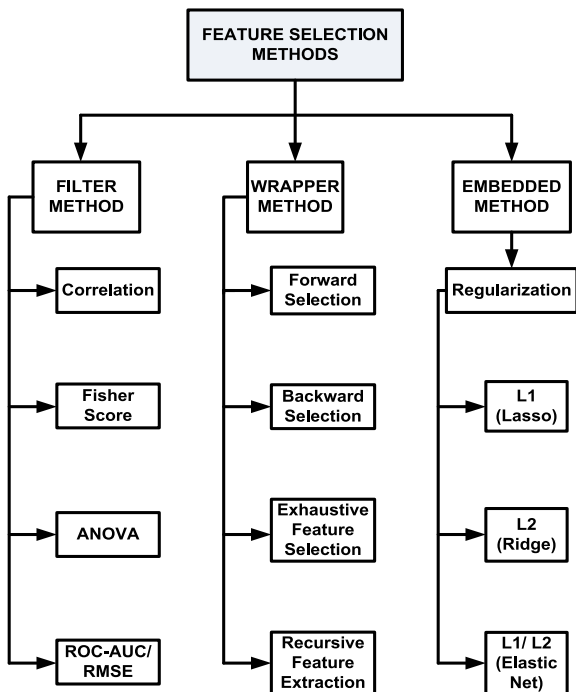 FEATURE SELECTION
METHODS
FILTER
METHOD
WRAPPER
METHOD
EMBEDDED
METHOD
Correlation
Forward
Selection
Regularization
Fisher
Score
Backward
Selection
L1
(Lasso)
ANOVA
Exhaustive
Feature
Selection
L2
(Ridge)
ROC-AUC/
RMSE
Recursive
Feature
Extraction
L1/ L2
(Elastic
Net)